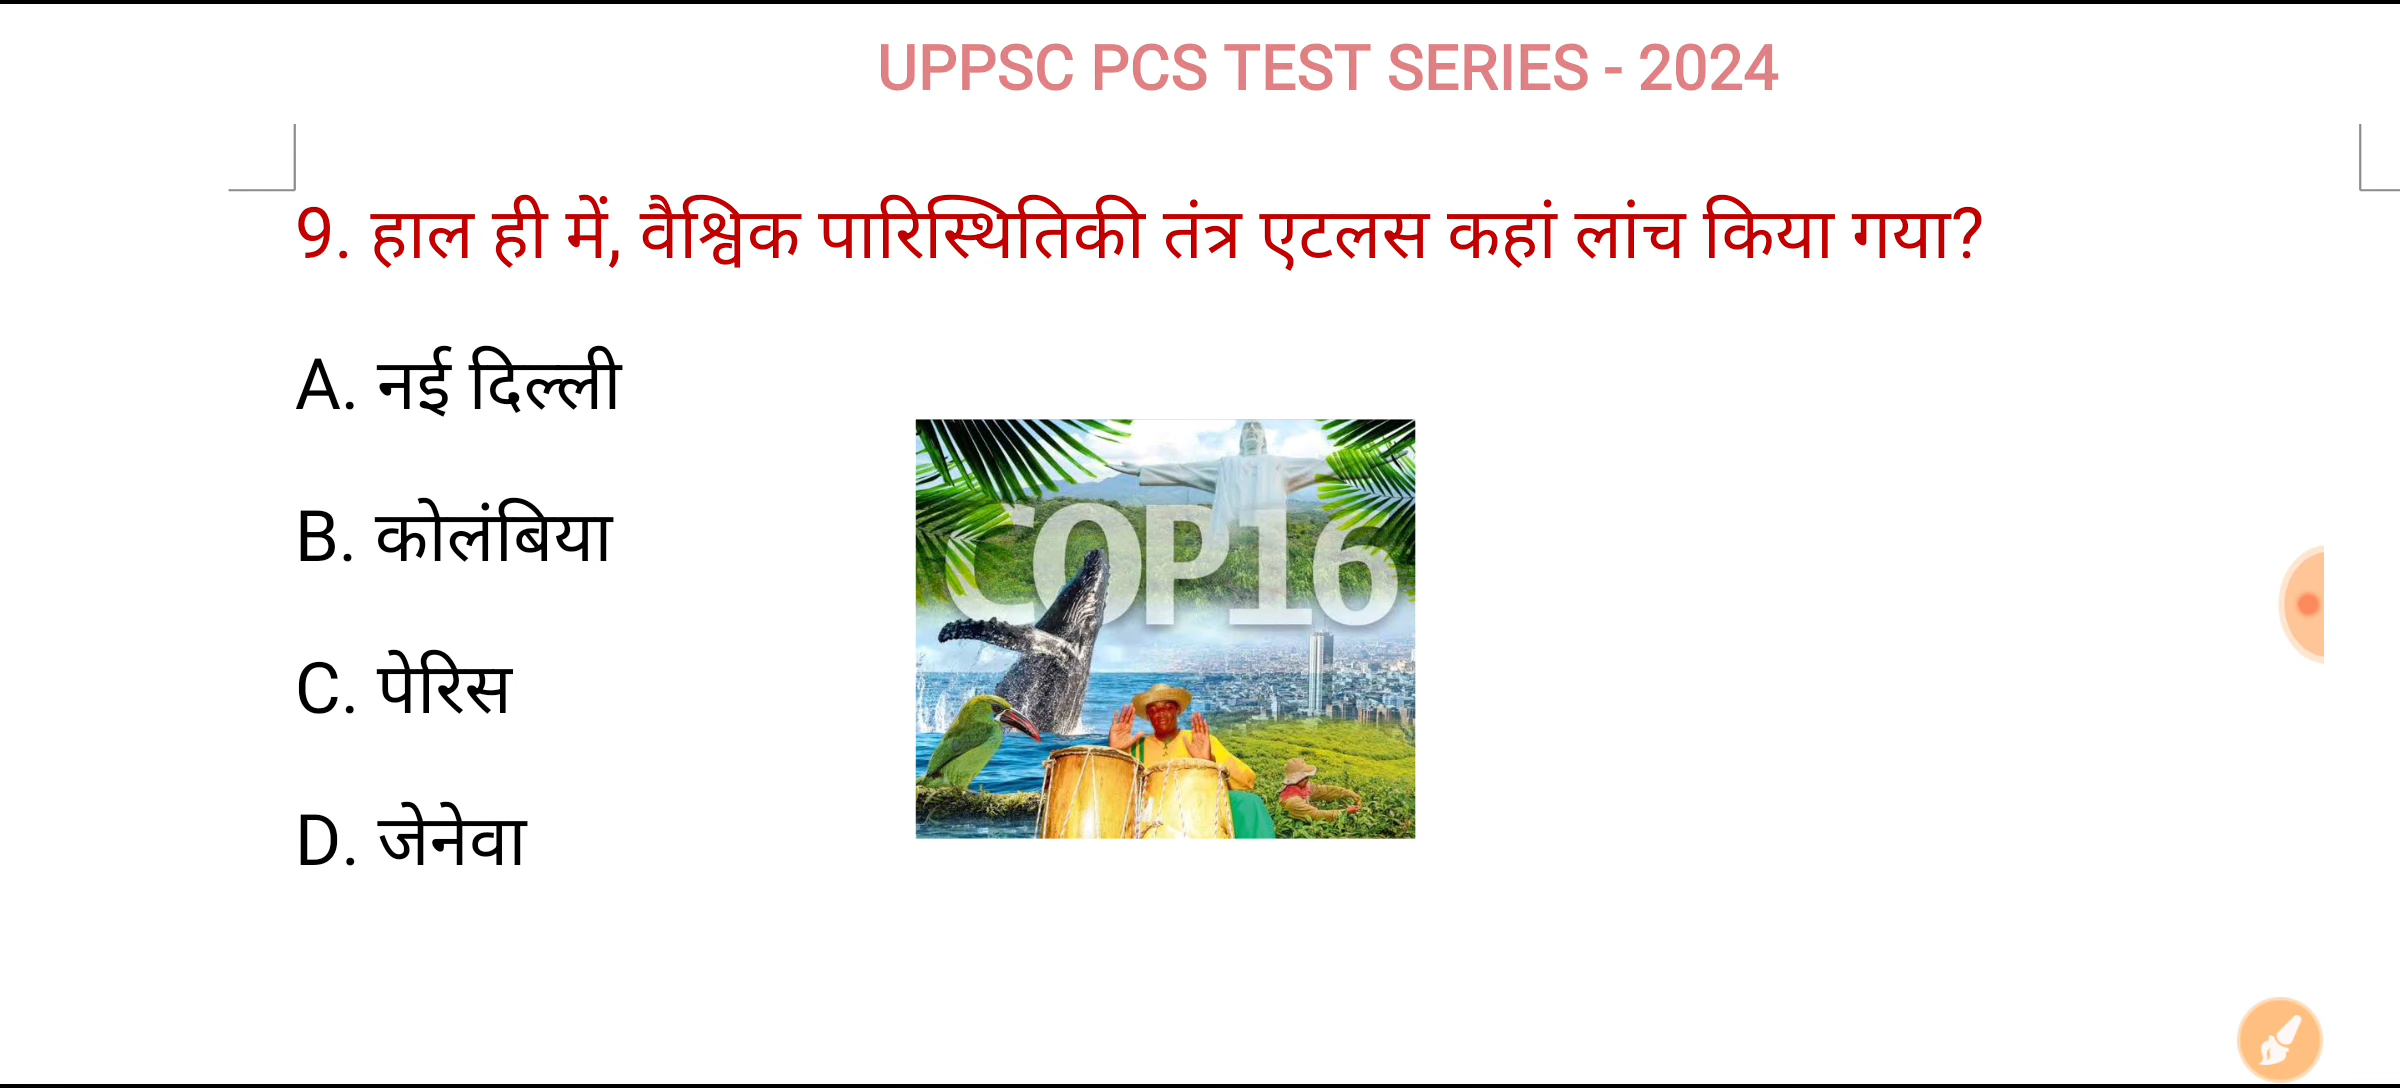 UPPSC PCS TEST SERIES - 2024
9. हाल ही में, वैश्विक पारिस्थितिकी तंत्र एटलस कहां लांच किया गया?
A. नई दिल्ली
B. कोलंबिया
COP16
C. पेरिस
D. जेनेवा